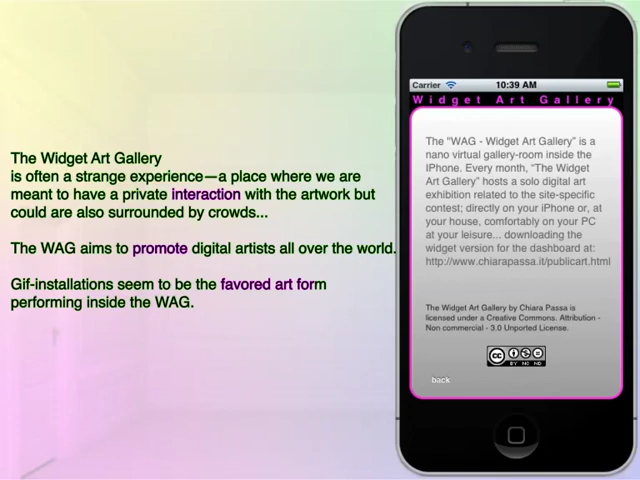 The Widget Art Gallery
is often a strange experience—a place where we are
meant to have a private interaction with the artwork but
could are also surrounded by crowds...
The WAG aims to promote digital artists all over the world.
Gif-installations seem to be the favored art form
performing inside the WAG.
Carrier 10:39 AM
Widget Art Gallery
The "WAG - Widget Art Gallery" is a
nano virtual gallery-room inside the
IPhone. Every month, "The Widget
Art Gallery" hosts a solo digital art
exhibition related to the site-specific
contest; directly on your iPhone or, at
your house, comfortably on your PC
at your leisure... downloading the
widget version for the dashboard at:
http://www.chiarapassa.it/publicart.html
The Widget Art Gallery by Chiara Passa is
licensed under a Creative Commons. Attribution -
Non commercial - 3.0 Unported License.
cc
BY NC ND
back